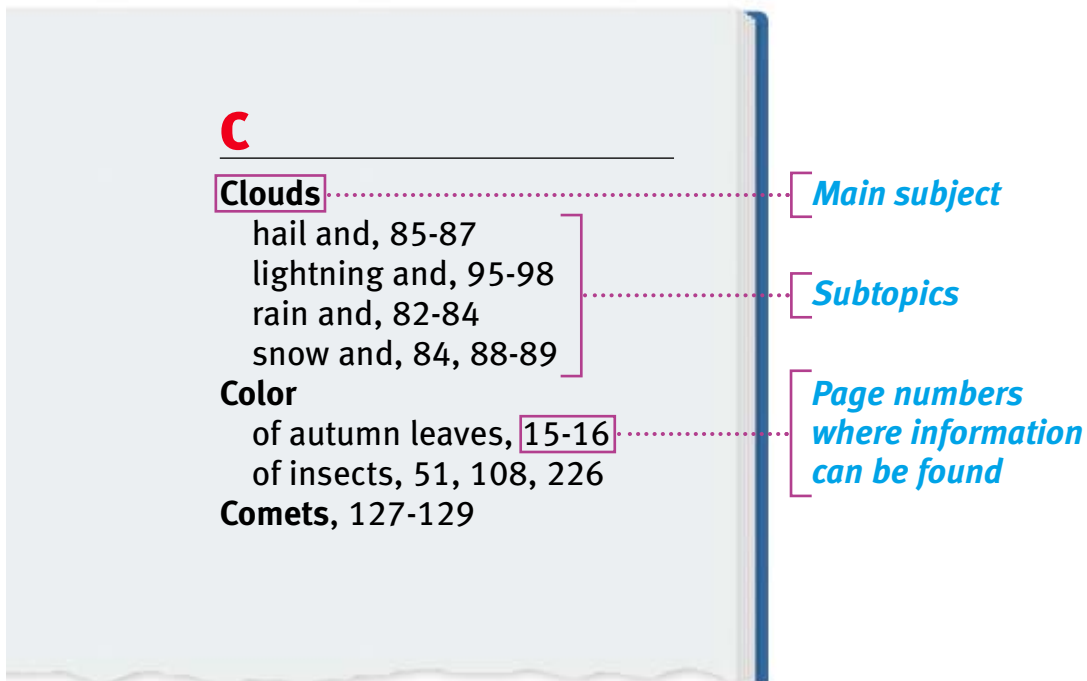 C
Clouds
hail and, 85-87
lightning and, 95-98
rain and, 82-84
snow and, 84, 88-89
Color
of autumn leaves, 15-16
of insects, 51, 108, 226
Comets, 127-129
Main subject
Subtopics
Page numbers
where information
can be found